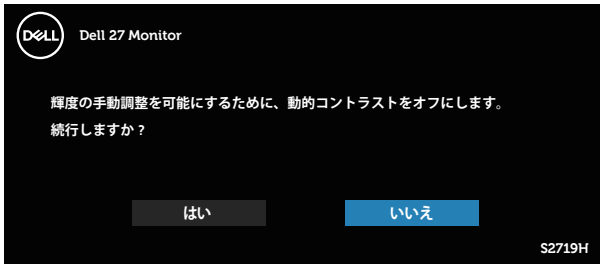 DELL
Dell 27 Monitor
輝度の手動調整を可能にするために、動的コントラストをオフにします。
続行しますか？
はい いいえ
S2719H